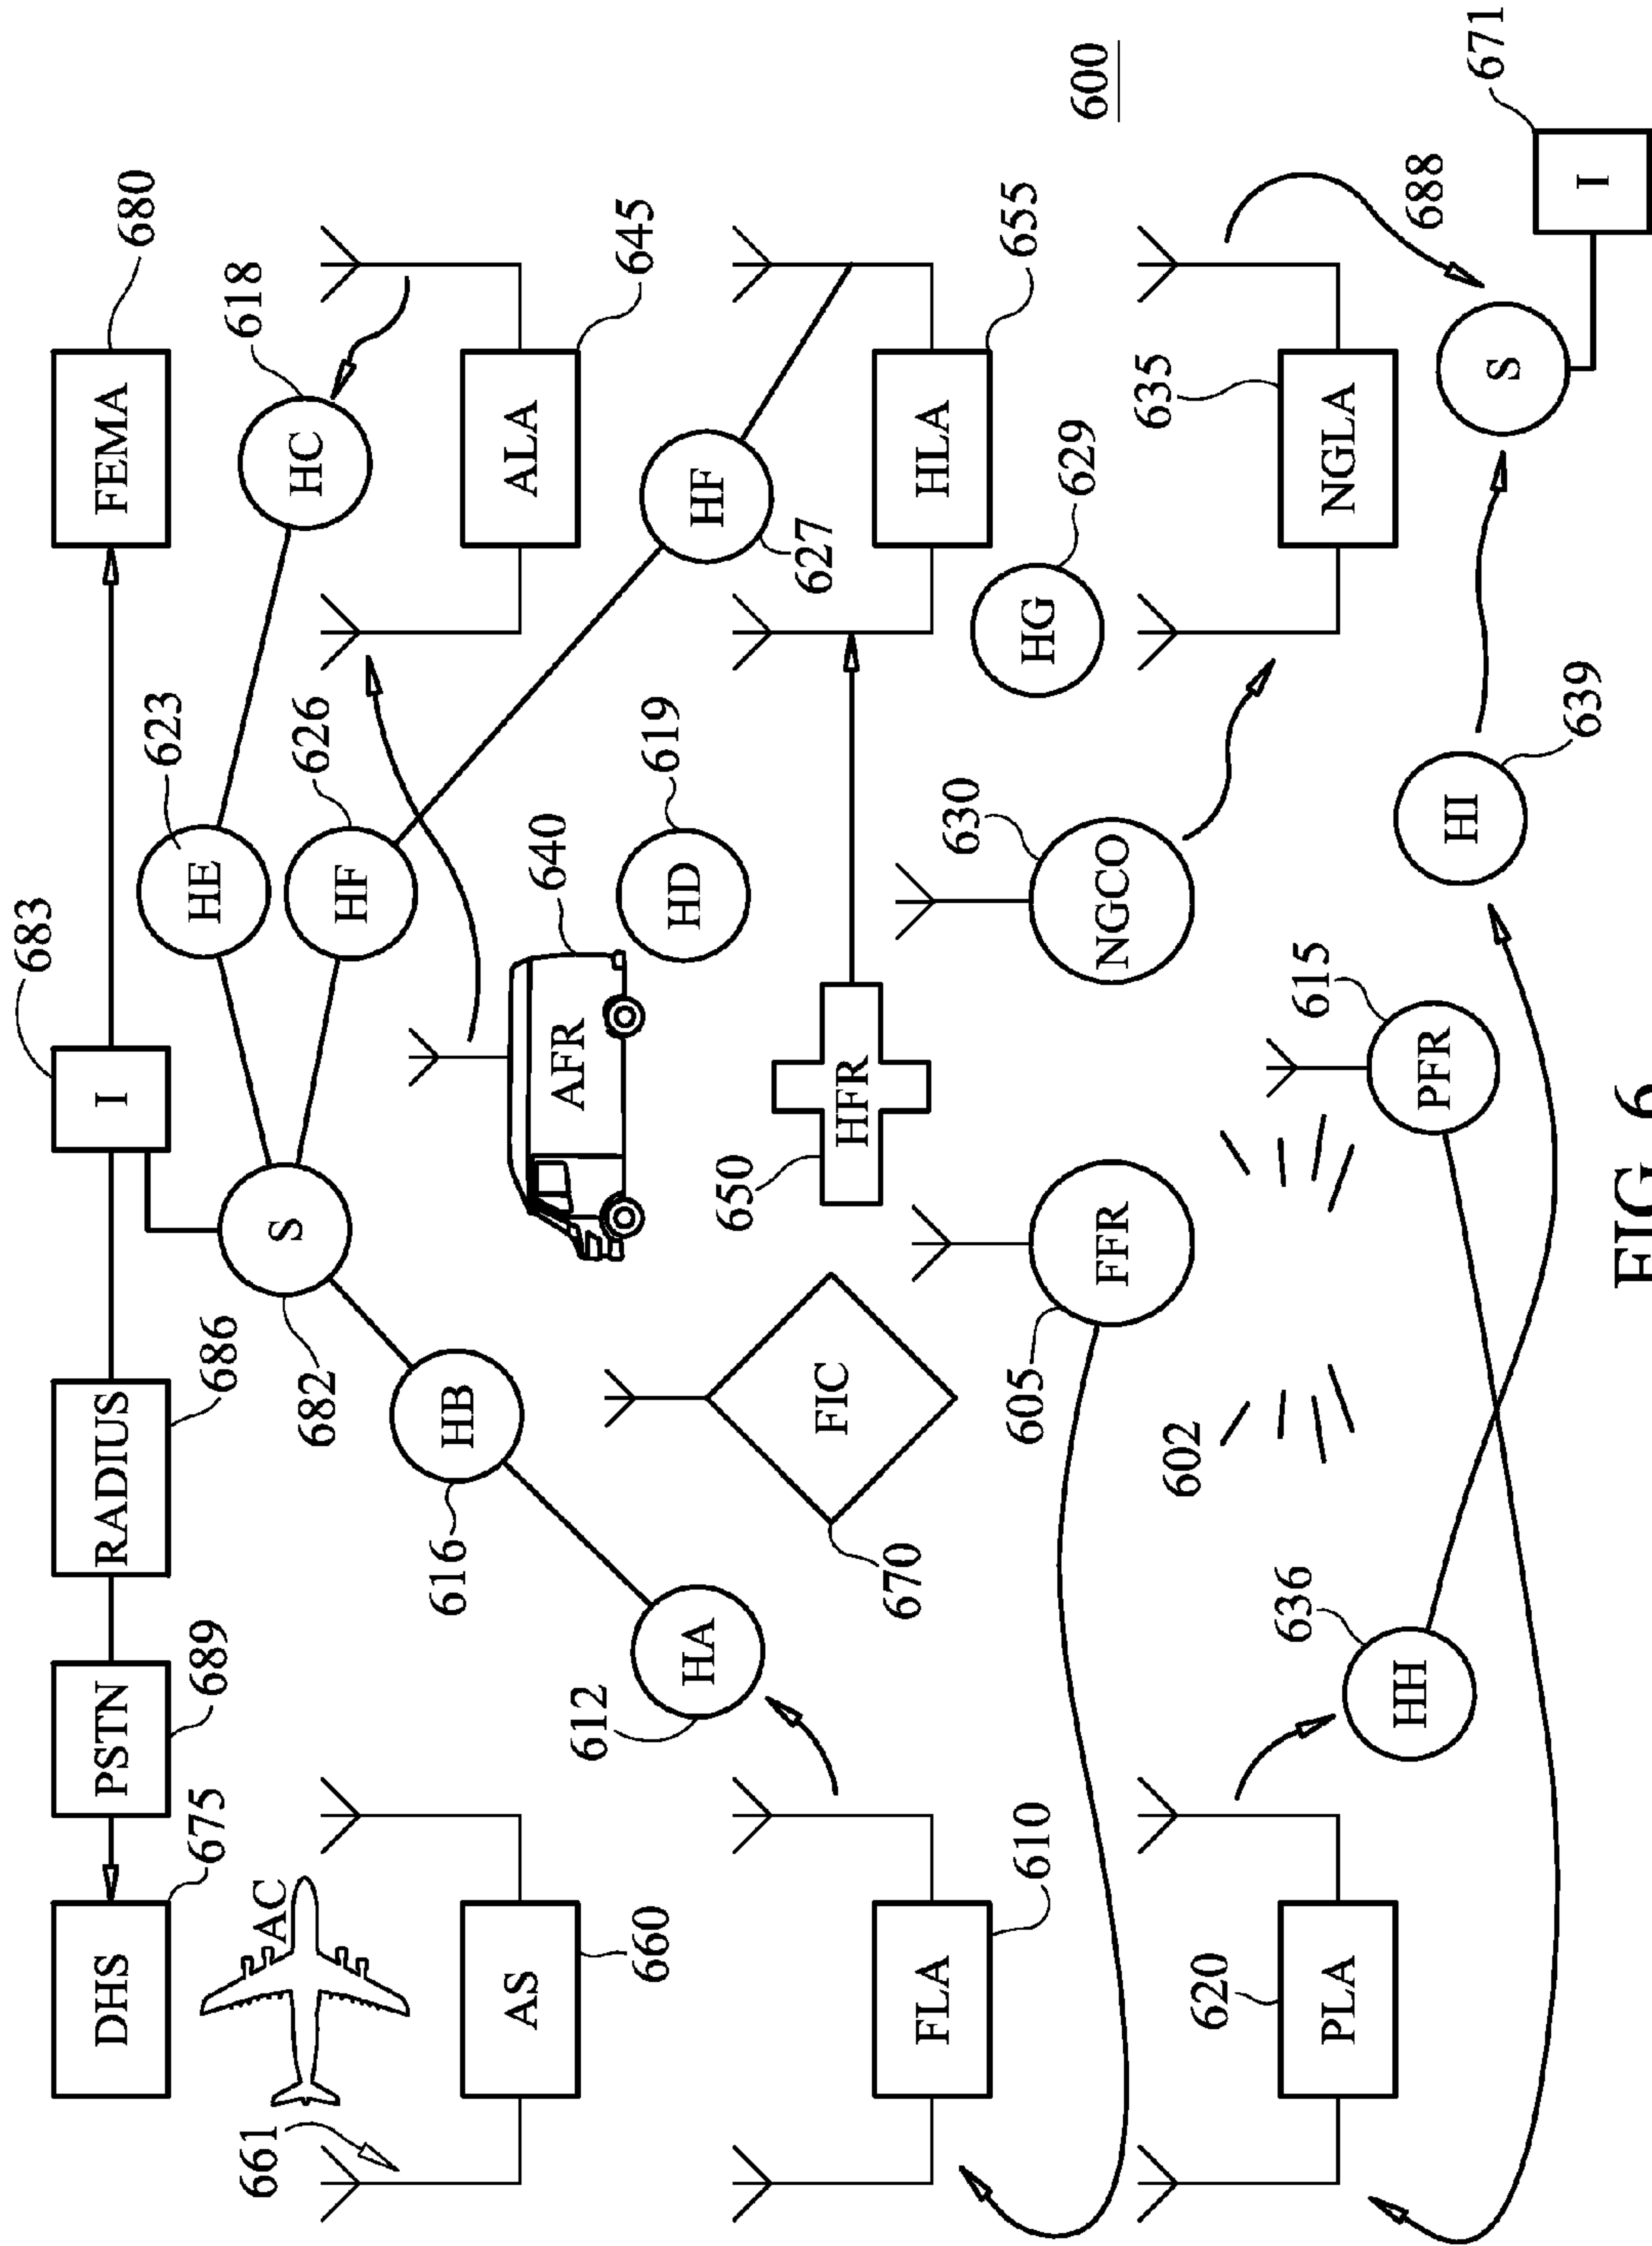 DHS
675
PSTN
689
RADIUS
686
I
683
FEMA
680
661
AC
S
682
HE
623
HF
626
HC
618
AS
660
HB
616
AFR
640
ALA
645
HA
612
FIC
670
650
HFR
HD
619
HF
627
FLA
610
605
FFR
NGCO
630
HG
629
HLA
655
600
PLA
620
HH
636
602
PFR
615
HI
639
NGLA
635
S
688
I
671
FIG. 6